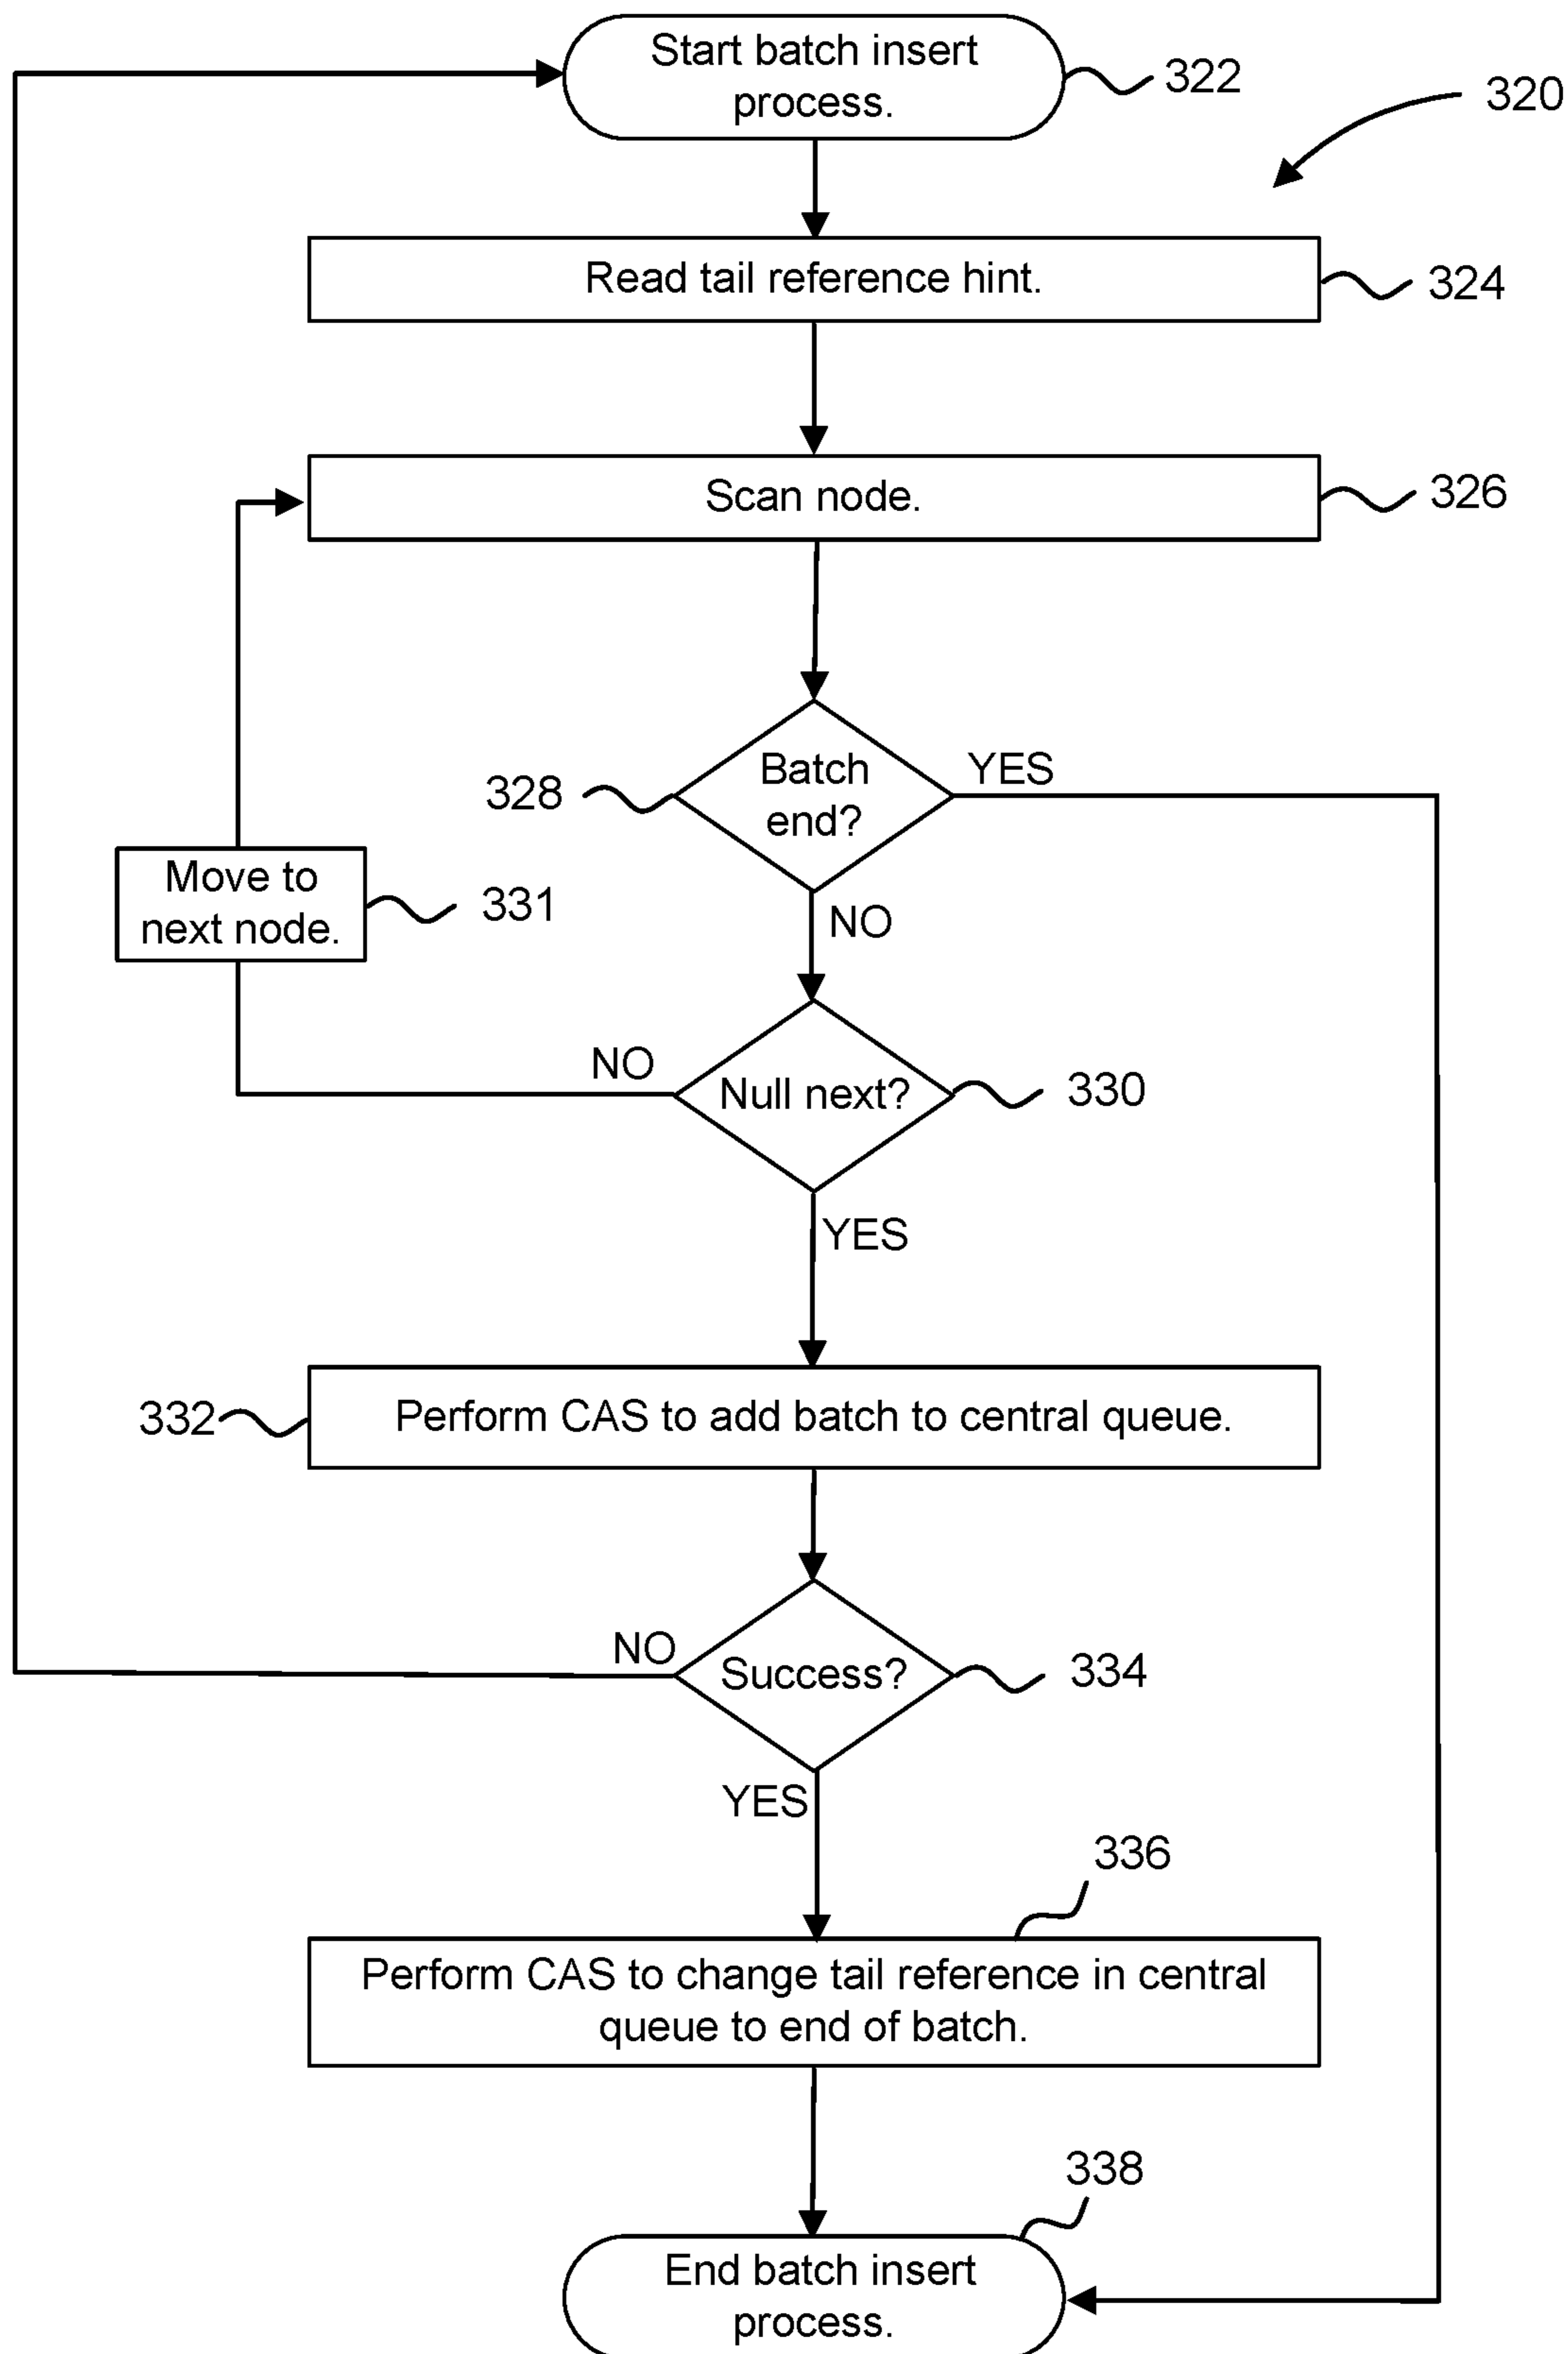 Start batch insert
process.
322
320
Read tail reference hint.
324
Scan node.
326
Batch
end?
YES
328
NO
Move to
next node.
331
NO
Null next?
330
YES
332
Perform CAS to add batch to central queue.
NO
Success?
334
YES
336
Perform CAS to change tail reference in central
queue to end of batch.
338
End batch insert
process.